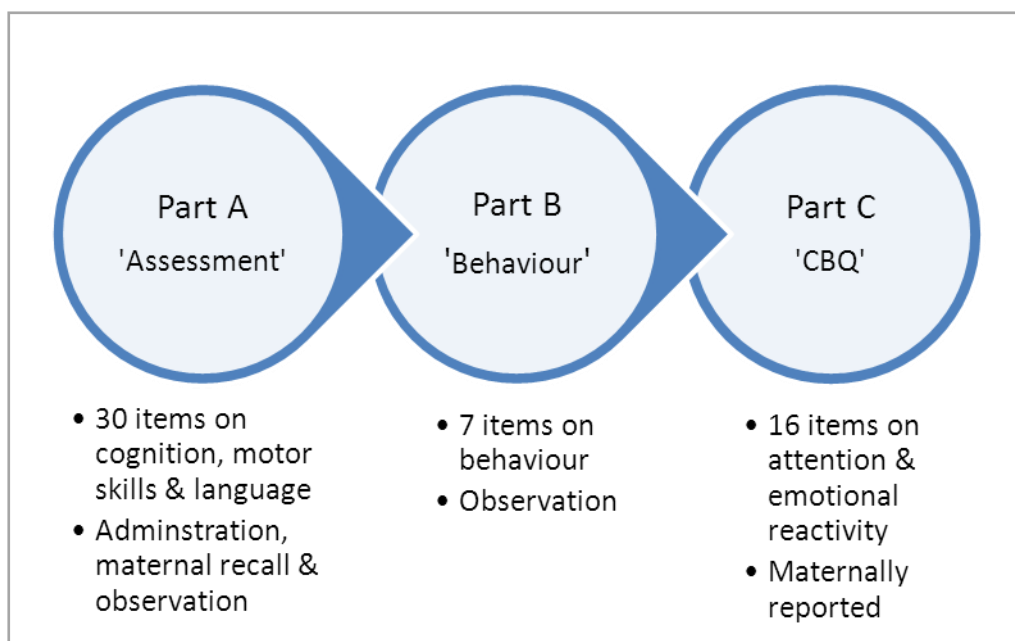 Part A
'Assessment'
• 30 items on
cognition, motor
skills & language
• Adminstration,
maternal recall &
observation
Part B
'Behaviour'
• 7 items on
behaviour
• Observation
Part C
'CBQ'
• 16 items on
attention &
emotional
reactivity
• Maternally
reported